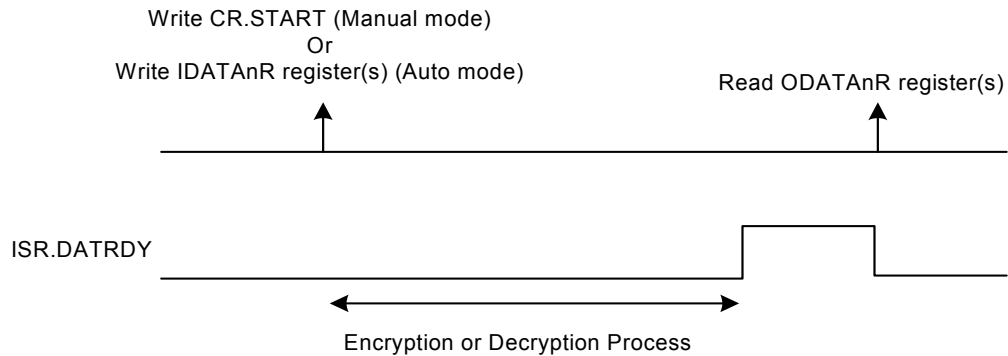 Write CR.START (Manual mode)
Or
Write IDATAnR register(s) (Auto mode)
Read ODATAnR register(s)
ISR.DATRDY
Encryption or Decryption Process